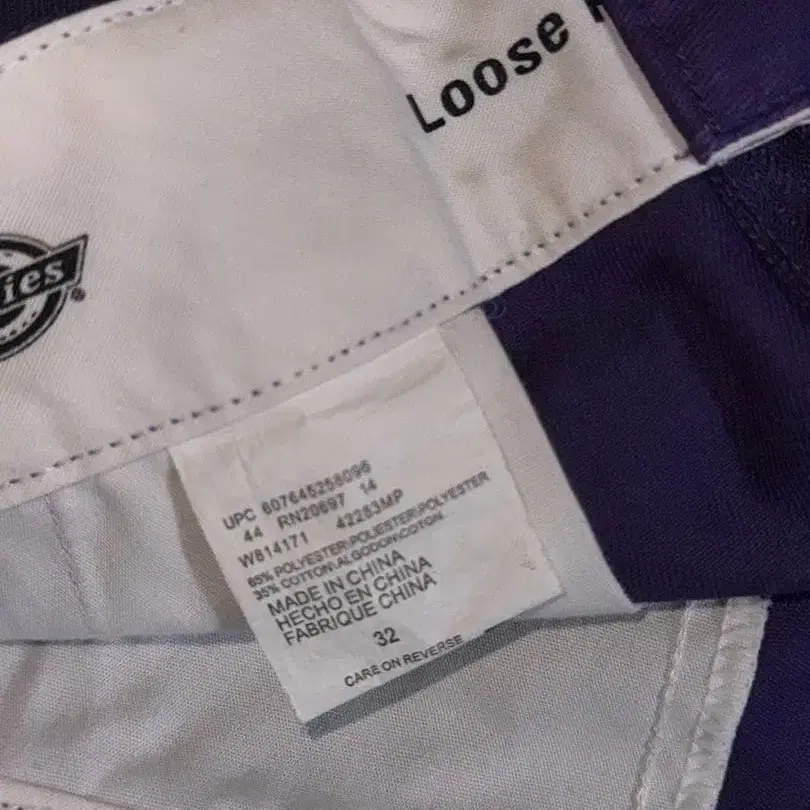 Loose
ies
®
UPC 607645258096
44 RN20697 14
W814171 42283MP
65% POLYESTER\POLIESTER\POLYESTER
35% COTTON\ALGODON\COTON
MADE IN CHINA
HECHO EN CHINA
FABRIQUE CHINA
32
CARE ON REVERSE